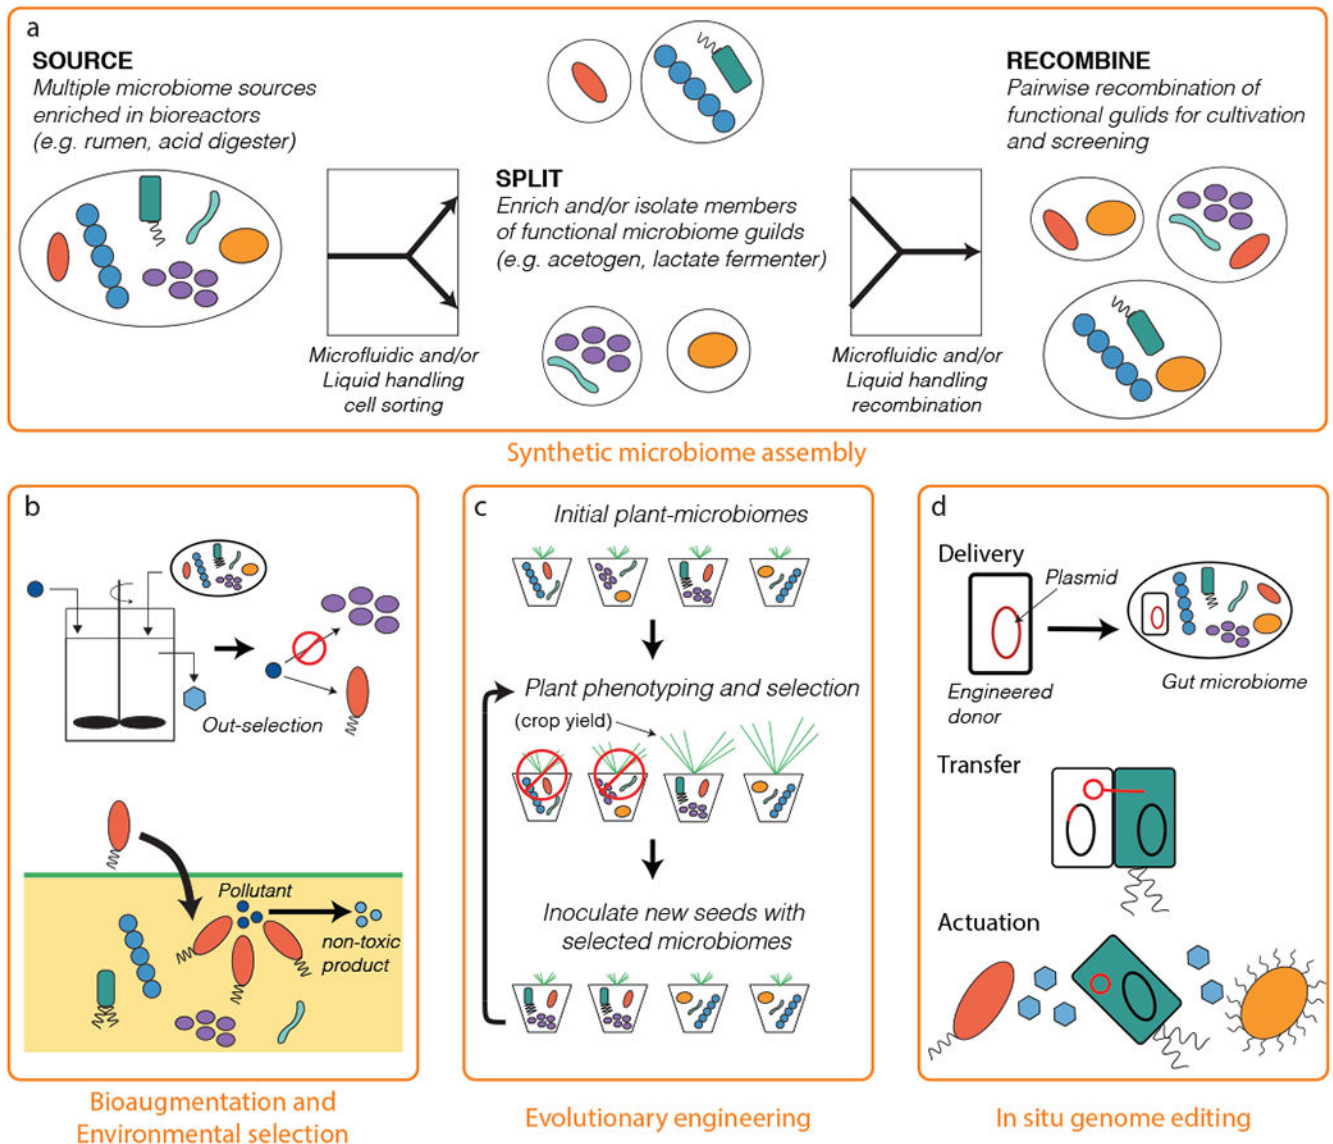 a
SOURCE
Multiple microbiome sources
enriched in bioreactors
(e.g. rumen, acid digester)
Microfluidic and/or
Liquid handling
cell sorting
SPLIT
Enrich and/or isolate members
of functional microbiome guilds
(e.g. acetogen, lactate fermenter)
Microfluidic and/or
Liquid handling
recombination
RECOMBINE
Pairwise recombination of
functional gulids for cultivation
and screening
Synthetic microbiome assembly
b
Out-selection
Pollutant
non-toxic
product
Bioaugmentation and
Environmental selection
c
Initial plant-microbiomes
Plant phenotyping and selection
(crop yield)
Inoculate new seeds with
selected microbiomes
Evolutionary engineering
d
Delivery
Plasmid
Engineered
donor
Gut microbiome
Transfer
Actuation
In situ genome editing